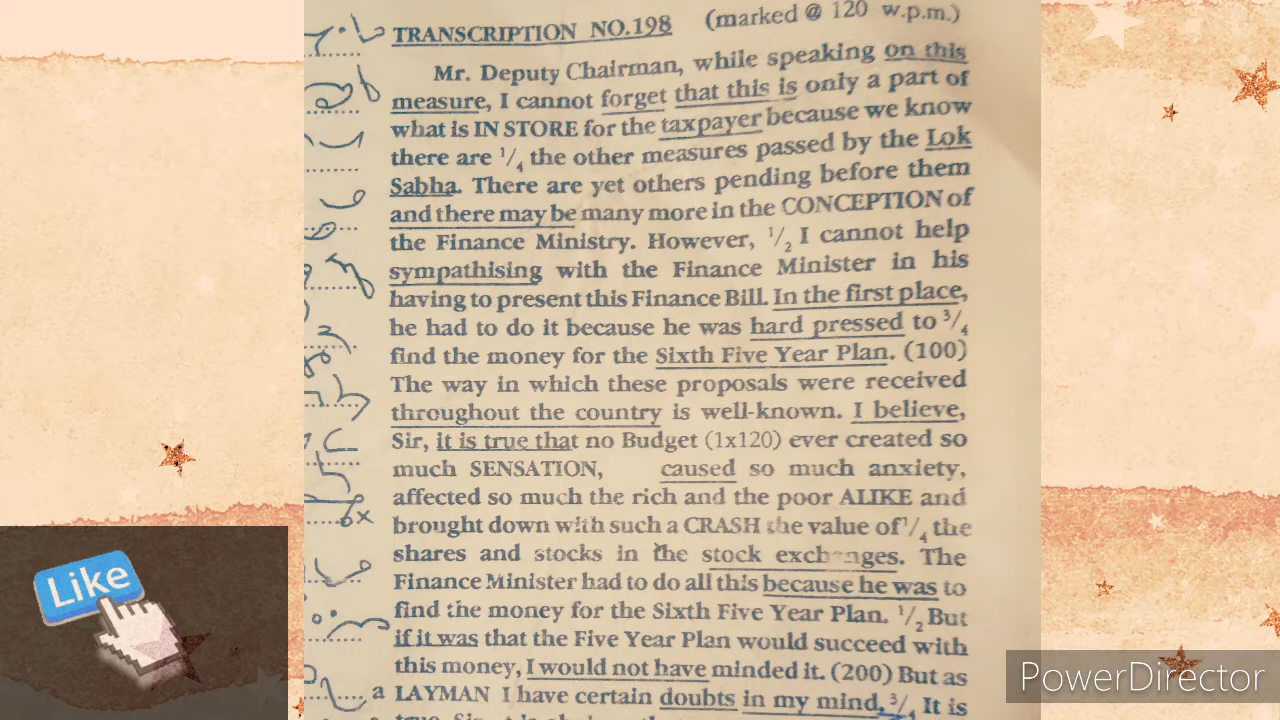 TRANSCRIPTION NO.198 (marked @ 120 w.p.m.)
Mr. Deputy Chairman, while speaking on this
measure, I cannot forget that this is only a part of
what is IN STORE for the taxpayer because we know
there are 1/4 the other measures passed by the Lok
Sabha. There are yet others pending before them
and there may be many more in the CONCEPTION of
the Finance Ministry. However, 1/2 I cannot help
sympathising with the Finance Minister in his
having to present this Finance Bill. In the first place,
he had to do it because he was hard pressed to 3/4
find the money for the Sixth Five Year Plan. (100)
The way in which these proposals were received
throughout the country is well-known. I believe,
Sir, it is true that no Budget (1x120) ever created so
much SENSATION, caused so much anxiety,
affected so much the rich and the poor ALIKE and
brought down with such a CRASH the value of 1/4 the
shares and stocks in the stock exchanges. The
Finance Minister had to do all this because he was to
find the money for the Sixth Five Year Plan. 1/2 But
if it was that the Five Year Plan would succeed with
this money, I would not have minded it. (200) But as
a LAYMAN I have certain doubts in my mind, 3/4 It is
Like
PowerDirector